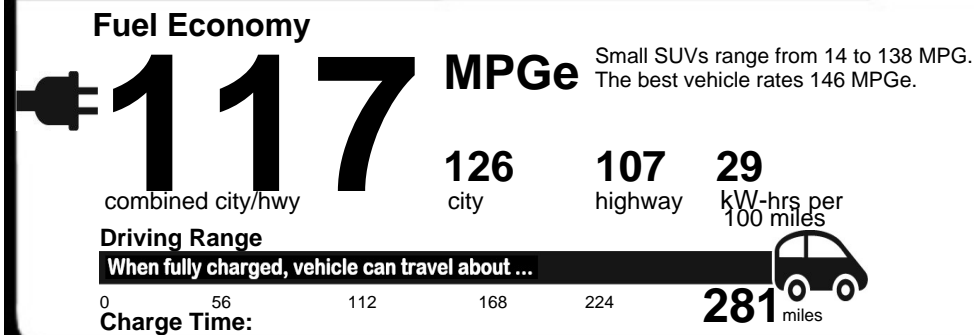 Fuel Economy
117 MPGe
Small SUVs range from 14 to 138 MPG.
The best vehicle rates 146 MPGe.
combined city/hwy
126 city
107 highway
29 kW-hrs per
100 miles
Driving Range
When fully charged, vehicle can travel about ...
0 56 112 168 224 281 miles
Charge Time: